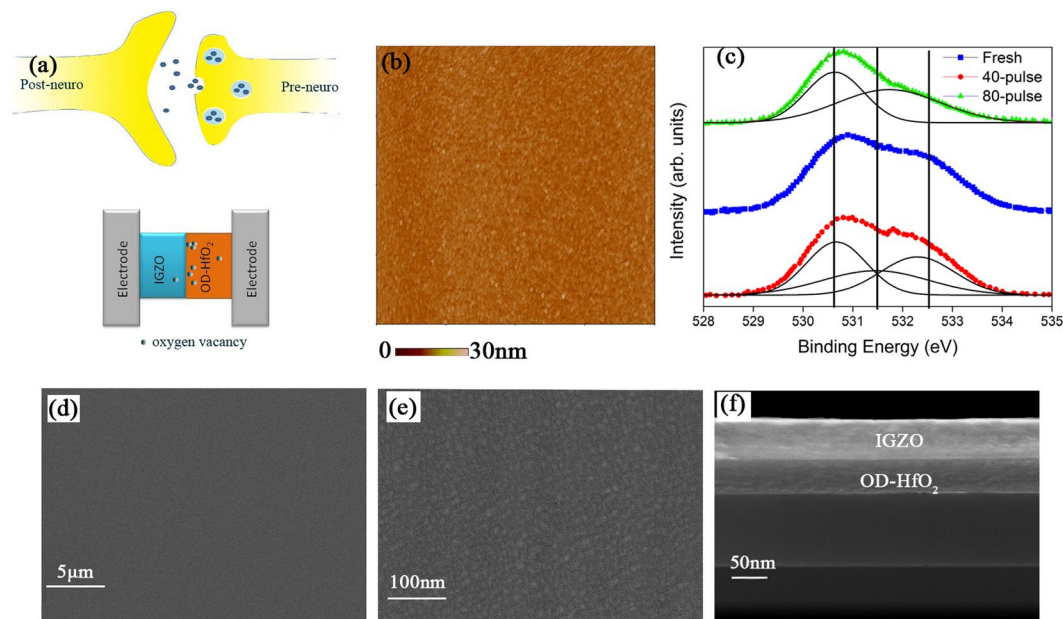 (a)
Post-neuro
Pre-neuro
Electrode
IGZO
OD-HfO₂
Electrode
oxygen vacancy
(b)
0
30nm
(c)
Fresh
40-pulse
80-pulse
Intensity (arb. units)
528 529 530 531 532 533 534 535
Binding Energy (eV)
(d)
5μm
(e)
100nm
(f)
IGZO
OD-HfO₂
50nm